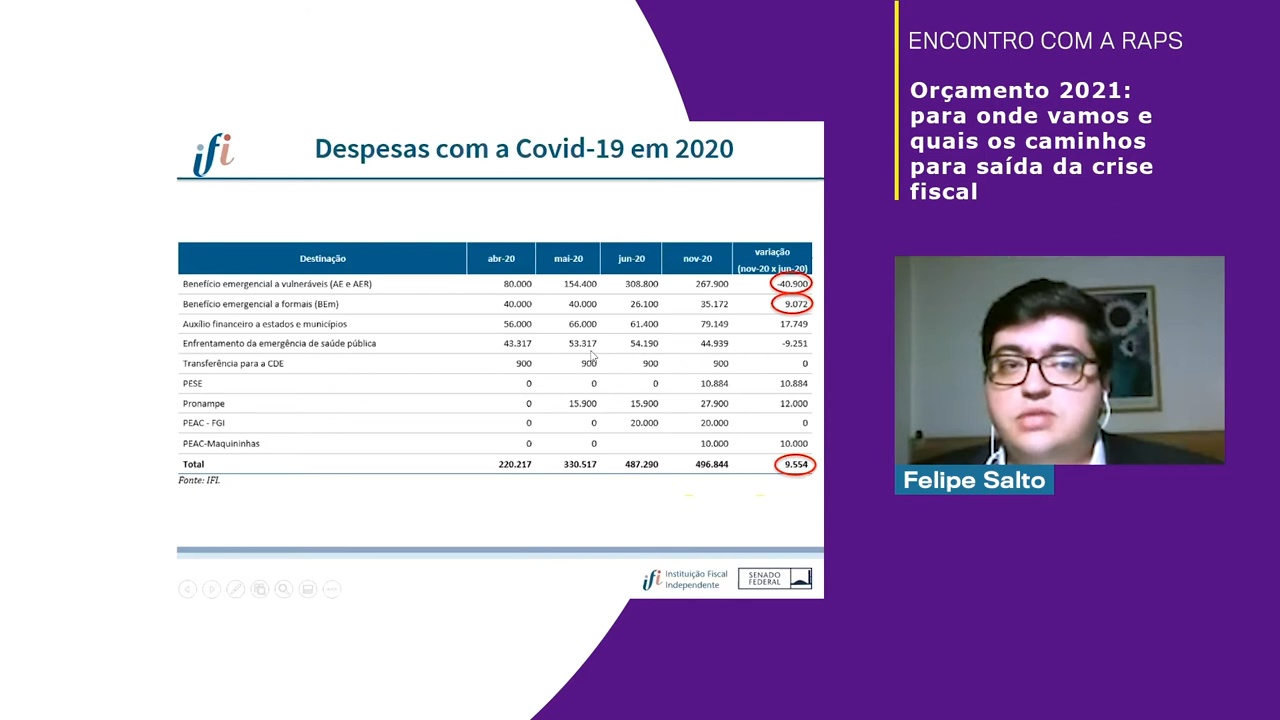 ENCONTRO COM A RAPS
Orçamento 2021:
para onde vamos e
quais os caminhos
para saída da crise
fiscal
ifi
Despesas com a Covid-19 em 2020
Destinação abr-20 mai-20 jun-20 nov-20 variação (nov-20 x jun-20)
Benefício emergencial a vulneráveis (AE e AER) 80.000 154.400 308.800 267.900 -40.900
Benefício emergencial a formais (BEm) 40.000 40.000 26.100 35.172 9.072
Auxílio financeiro a estados e municípios 56.000 66.000 61.400 79.149 17.749
Enfrentamento da emergência de saúde pública 43.317 53.317 54.190 44.939 -9.251
Transferência para a CDE 900 900 900 900 0
PESE 0 0 0 10.884 10.884
Pronampe 0 15.900 15.900 27.900 12.000
PEAC - FGI 0 0 20.000 20.000 0
PEAC-Maquininhas 0 0 10.000 10.000
Total 220.217 330.517 487.290 496.844 9.554
Fonte: IFI.
Felipe Salto
ifi Instituição Fiscal
Independente
SENADO
FEDERAL